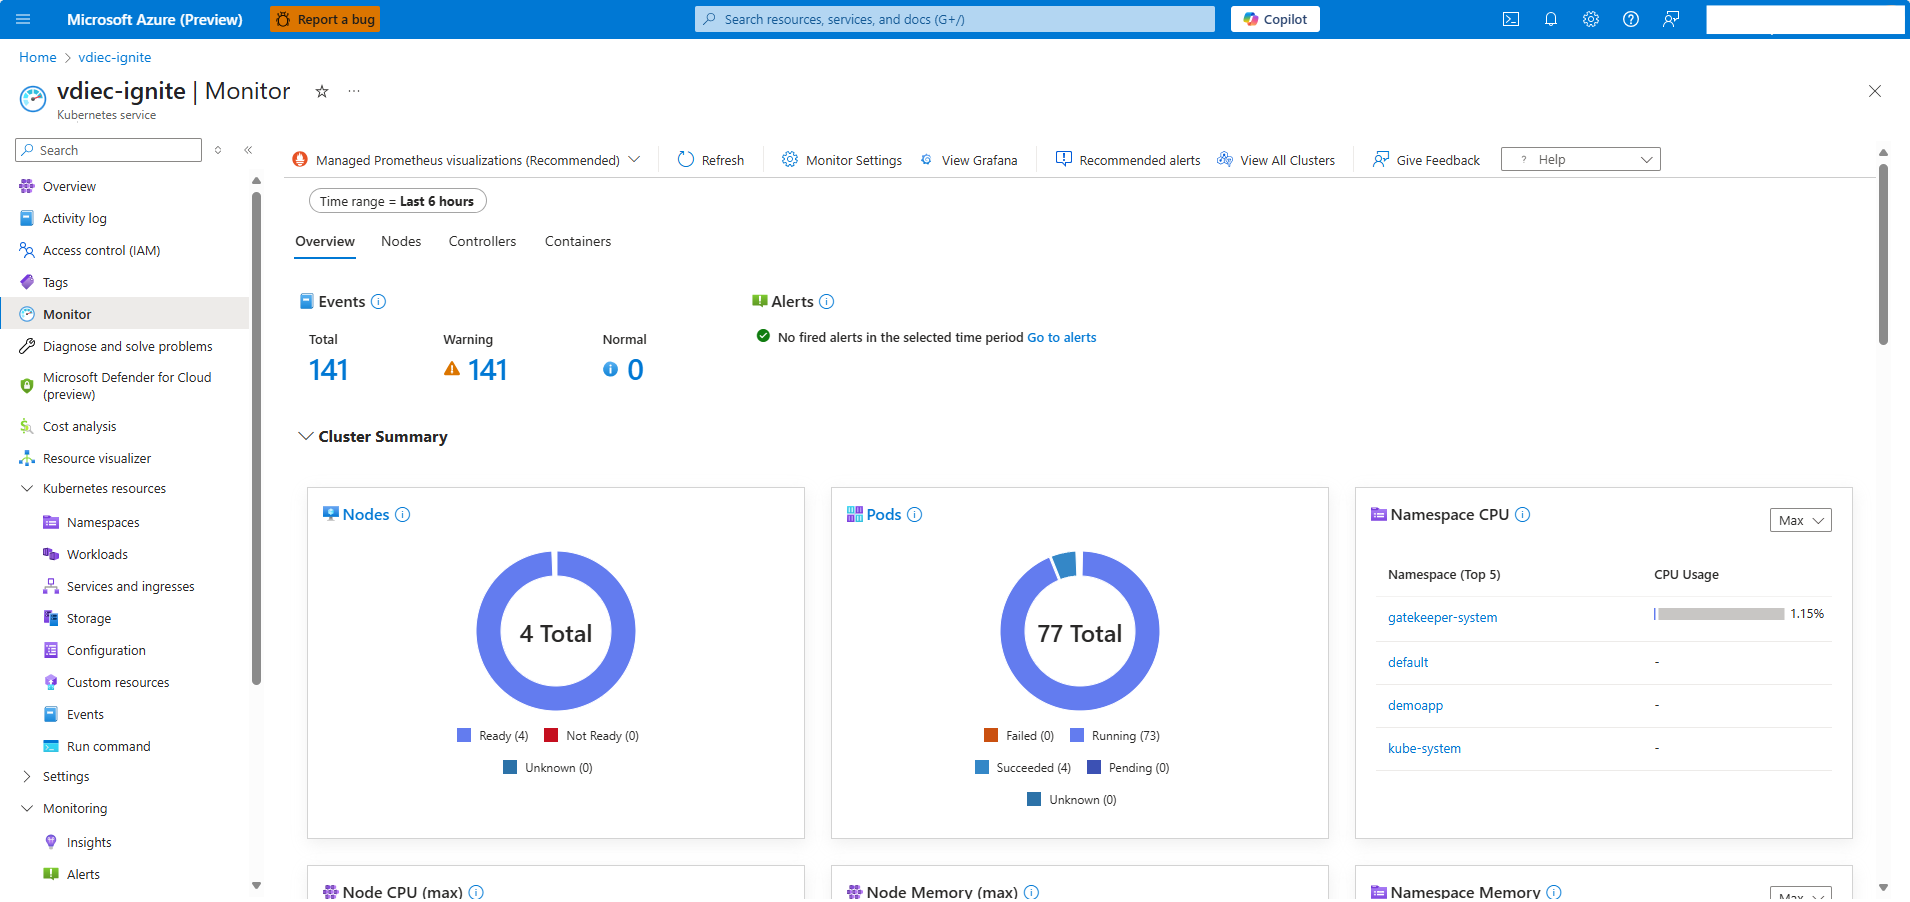 Microsoft Azure (Preview)
Report a bug
Search resources, services, and docs (G+/)
Copilot
Home > vdiec-ignite
vdiec-ignite | Monitor
Kubernetes service
Search
Overview
Activity log
Access control (IAM)
Tags
Monitor
Diagnose and solve problems
Microsoft Defender for Cloud
(preview)
Cost analysis
Resource visualizer
Kubernetes resources
Namespaces
Workloads
Services and ingresses
Storage
Configuration
Custom resources
Events
Run command
Settings
Monitoring
Insights
Alerts
Managed Prometheus visualizations (Recommended)
Refresh
Monitor Settings
View Grafana
Recommended alerts
View All Clusters
Give Feedback
? Help
Time range = Last 6 hours
Overview
Nodes
Controllers
Containers
Events
Total
141
Warning
141
Normal
0
Alerts
No fired alerts in the selected time period Go to alerts
Cluster Summary
Nodes
4 Total
Ready (4)
Not Ready (0)
Unknown (0)
Pods
77 Total
Failed (0)
Running (73)
Succeeded (4)
Pending (0)
Unknown (0)
Namespace CPU
Max
Namespace (Top 5)
CPU Usage
gatekeeper-system
1.15%
default
-
demoapp
-
kube-system
-
Node CPU (max)
Node Memory (max)
Namespace Memory
Max